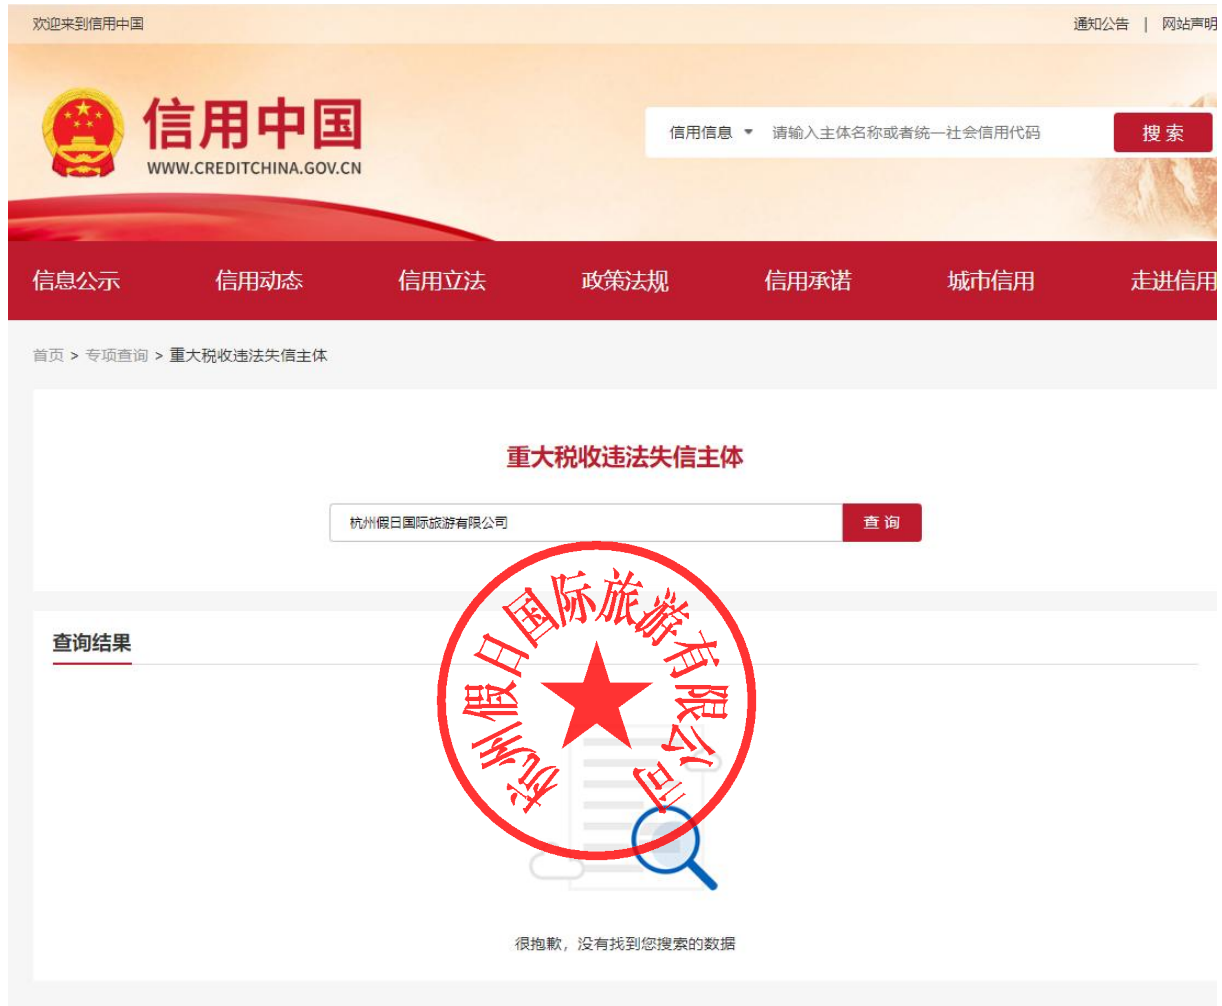 欢迎来到信用中国
通知公告 | 网站声明
信用中国
WWW.CREDITCHINA.GOV.CN
信用信息 请输入主体名称或者统一社会信用代码 搜索
信息公示 信用动态 信用立法 政策法规 信用承诺 城市信用 走进信用
首页 > 专项查询 > 重大税收违法失信主体
重大税收违法失信主体
杭州假日国际旅游有限公司 查询
查询结果
杭州假日国际旅游有限公司
很抱歉，没有找到您搜索的数据